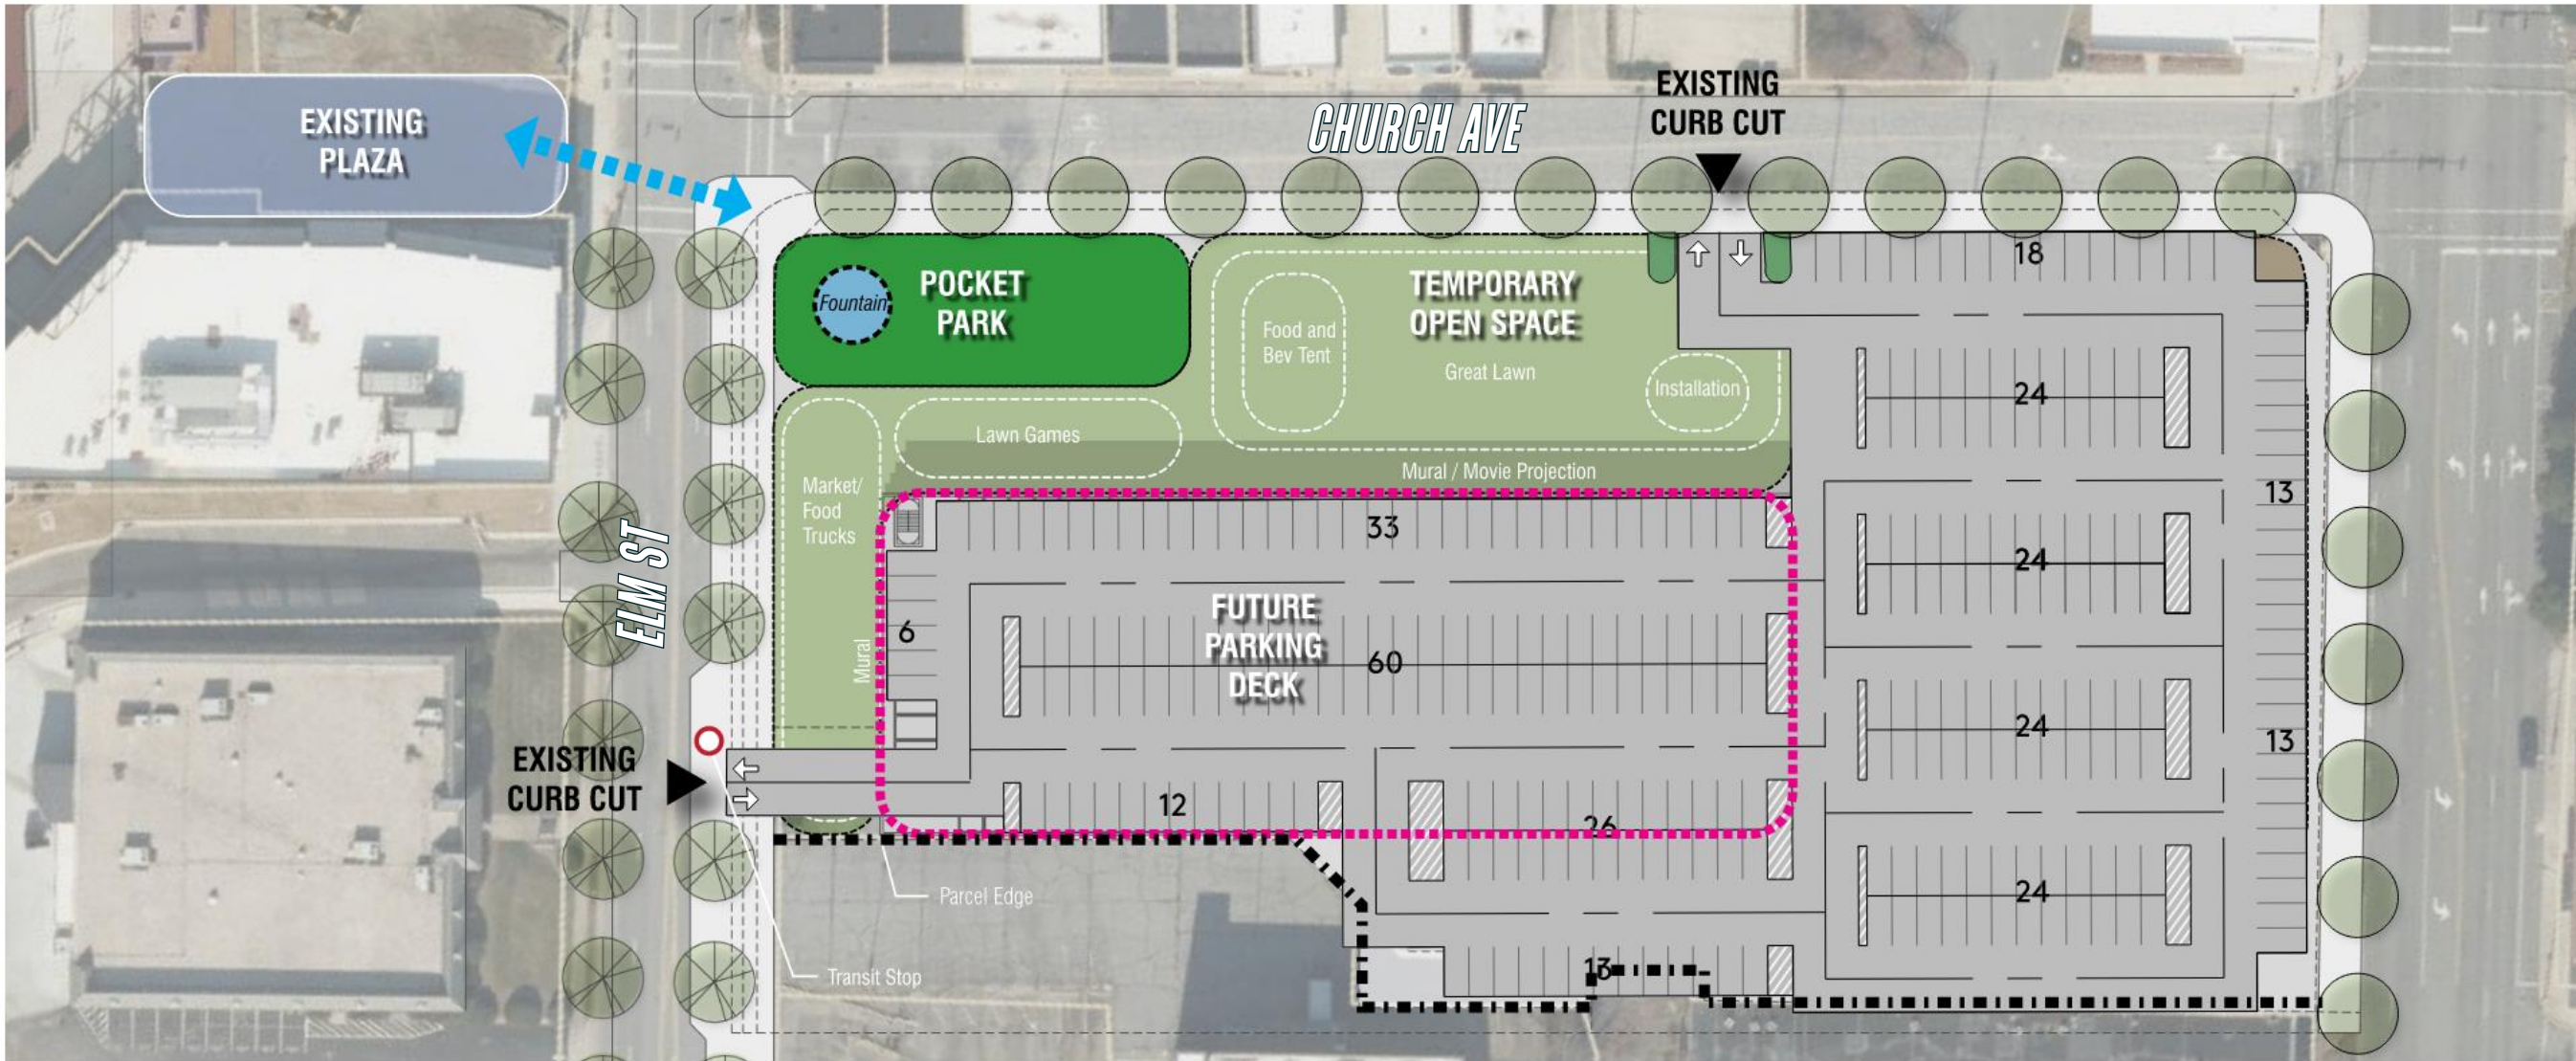 EXISTING
PLAZA
CHURCH AVE
EXISTING
CURB CUT
POCKET
PARK
Fountain
TEMPORARY
OPEN SPACE
Food and
Bev Tent
Great Lawn
Installation
Lawn Games
Mural / Movie Projection
Market/
Food
Trucks
Mural
ELM ST
18
24
13
33
24
6
FUTURE
PARKING
DECK
60
24
13
EXISTING
CURB CUT
12
26
24
Parcel Edge
Transit Stop
13